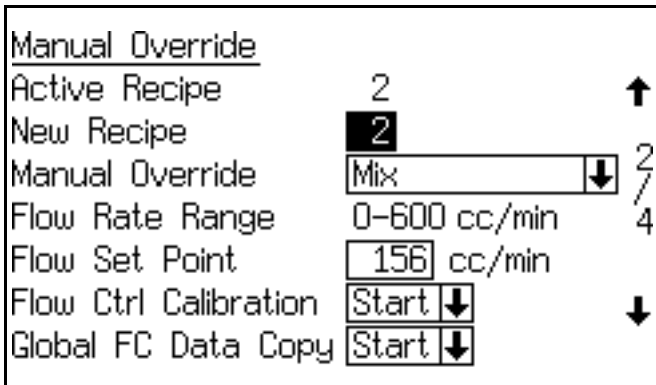 Manual Override
Active Recipe 2
New Recipe 2
Manual Override Mix
Flow Rate Range 0-600 cc/min
Flow Set Point 156 cc/min
Flow Ctrl Calibration Start
Global FC Data Copy Start
2/4